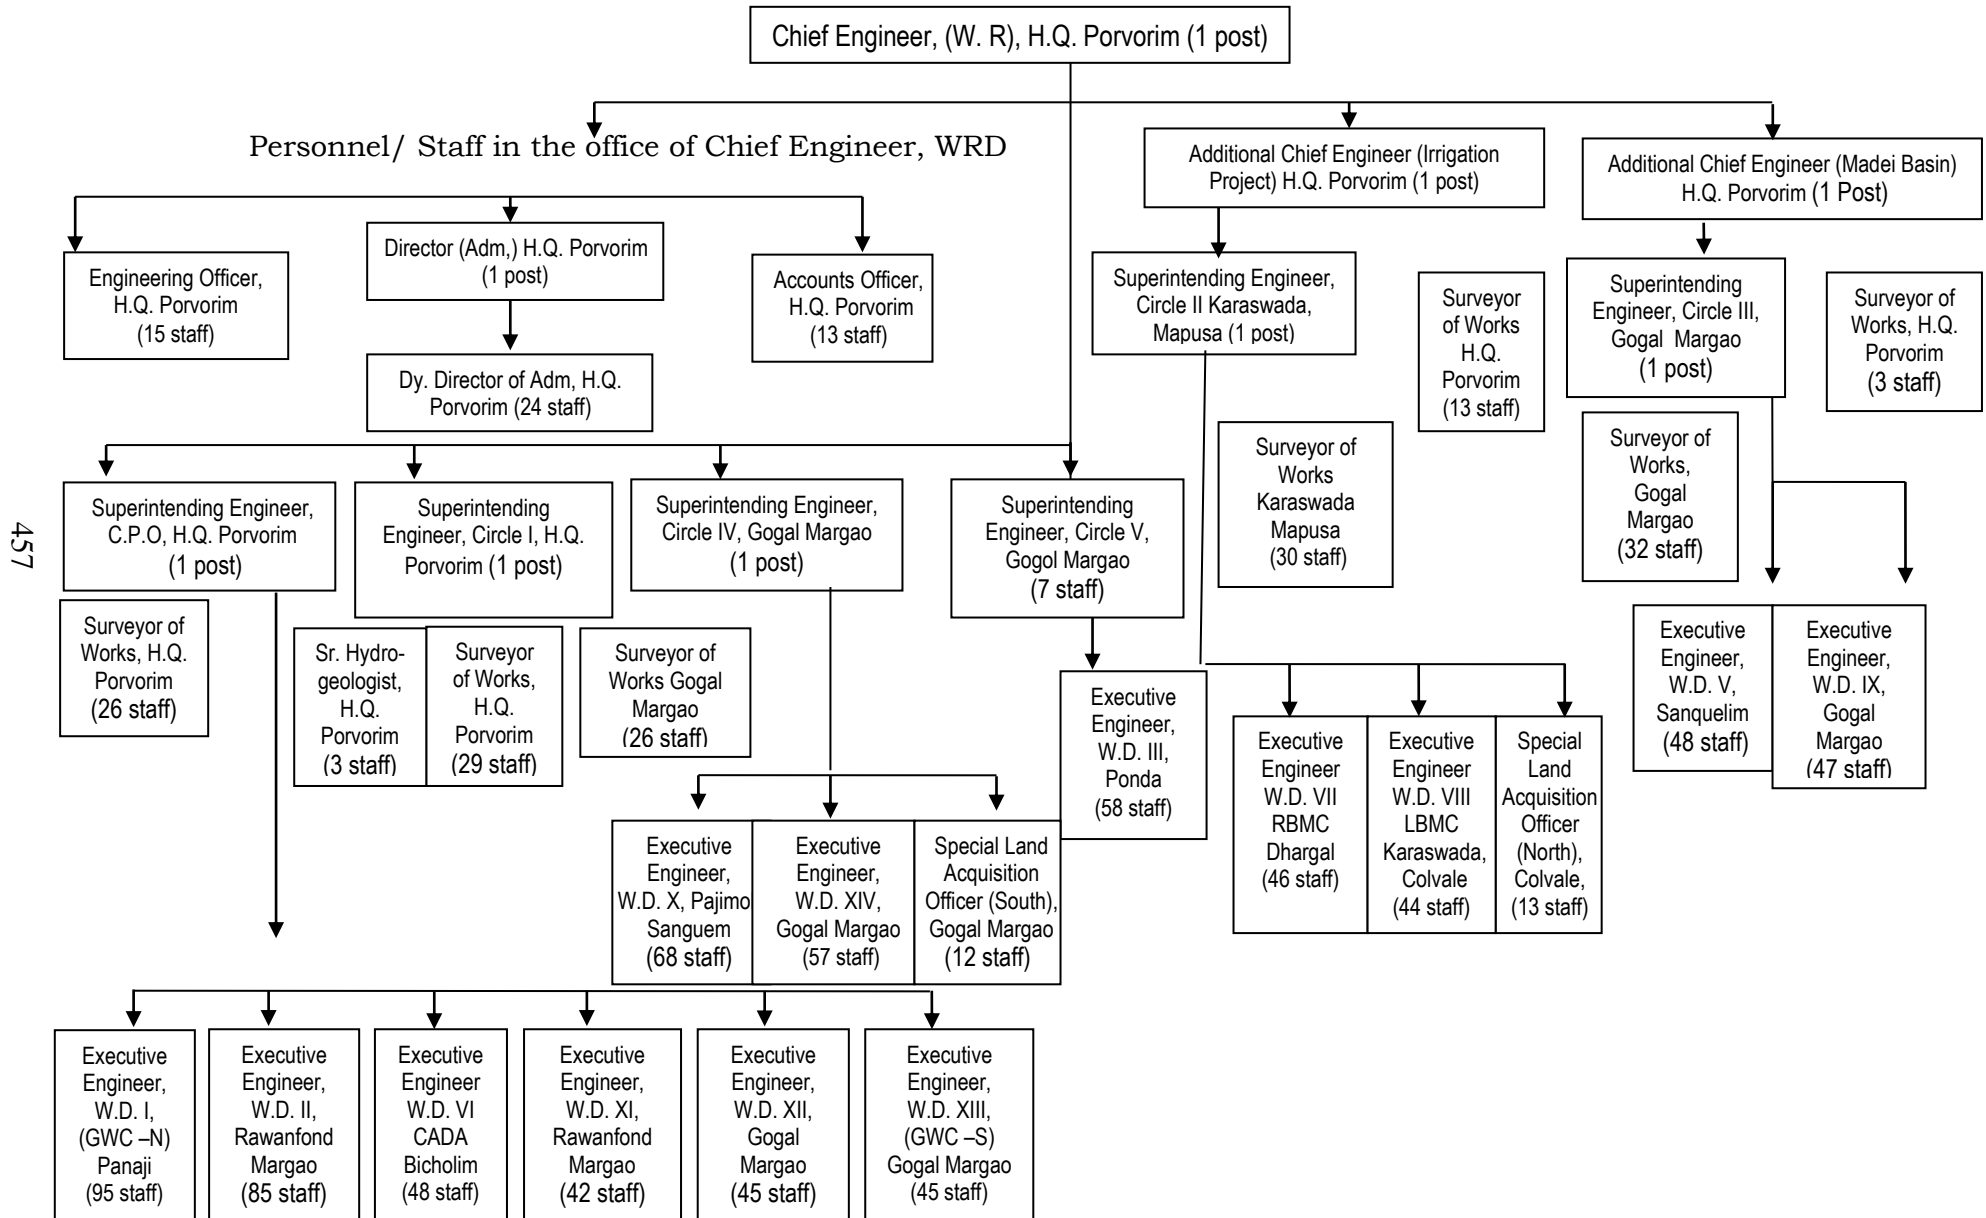 Chief Engineer, (W. R), H.Q. Porvorim (1 post)
Personnel/ Staff in the office of Chief Engineer, WRD
Additional Chief Engineer (Irrigation
Project) H.Q. Porvorim (1 post)
Additional Chief Engineer (Madei Basin)
H.Q. Porvorim (1 Post)
Engineering Officer,
H.Q. Porvorim
(15 staff)
Director (Adm,) H.Q. Porvorim
(1 post)
Accounts Officer,
H.Q. Porvorim
(13 staff)
Dy. Director of Adm, H.Q.
Porvorim (24 staff)
Superintending Engineer,
Circle II Karaswada,
Mapusa (1 post)
Surveyor
of Works
H.Q.
Porvorim
(13 staff)
Superintending
Engineer, Circle III,
Gogal Margao
(1 post)
Surveyor of
Works, H.Q.
Porvorim
(3 staff)
Surveyor of
Works
Karaswada
Mapusa
(30 staff)
Surveyor of
Works,
Gogal
Margao
(32 staff)
Superintending Engineer,
C.P.O, H.Q. Porvorim
(1 post)
Superintending
Engineer, Circle I, H.Q.
Porvorim (1 post)
Superintending Engineer,
Circle IV, Gogal Margao
(1 post)
Superintending
Engineer, Circle V,
Gogol Margao
(7 staff)
457
Surveyor of
Works, H.Q.
Porvorim
(26 staff)
Sr. Hydro-
geologist,
H.Q.
Porvorim
(3 staff)
Surveyor
of Works,
H.Q.
Porvorim
(29 staff)
Surveyor of
Works Gogal
Margao
(26 staff)
Executive
Engineer,
W.D. III,
Ponda
(58 staff)
Executive
Engineer
W.D. VII
RBMC
Dhargal
(46 staff)
Executive
Engineer
W.D. VIII
LBMC
Karaswada,
Colvale
(44 staff)
Special
Land
Acquisition
Officer
(North),
Colvale,
(13 staff)
Executive
Engineer,
W.D. V,
Sanquelim
(48 staff)
Executive
Engineer,
W.D. IX,
Gogal
Margao
(47 staff)
Executive
Engineer,
W.D. X, Pajimo
Sanguem
(68 staff)
Executive
Engineer,
W.D. XIV,
Gogal Margao
(57 staff)
Special Land
Acquisition
Officer (South),
Gogal Margao
(12 staff)
Executive
Engineer,
W.D. I,
(GWC –N)
Panaji
(95 staff)
Executive
Engineer,
W.D. II,
Rawanfond
Margao
(85 staff)
Executive
Engineer
W.D. VI
CADA
Bicholim
(48 staff)
Executive
Engineer,
W.D. XI,
Rawanfond
Margao
(42 staff)
Executive
Engineer,
W.D. XII,
Gogal
Margao
(45 staff)
Executive
Engineer,
W.D. XIII,
(GWC –S)
Gogal Margao
(45 staff)